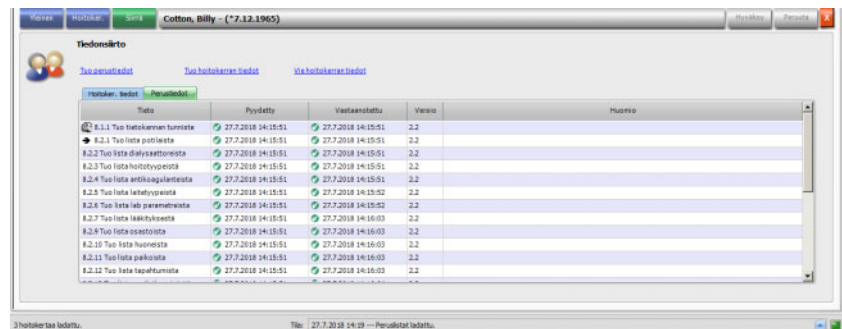 Yleinen Hoitoker. Siirrä Cotton, Billy - (*7.12.1965) Hyväksy Peruuta X
Tiedonsiirto
Tuo perustiedot Tuo hoitokerran tiedot Vie hoitokerran tiedot
Hoitoker. tiedot Perustiedot
Tieto Pyydetty Vastaanotettu Versio Huomio
8.1.1 Tuo tietokannan tunniste 27.7.2018 14:15:51 27.7.2018 14:15:51 2.2
8.2.1 Tuo lista potilaista 27.7.2018 14:15:51 27.7.2018 14:15:51 2.2
8.2.2 Tuo lista dialysaattoreista 27.7.2018 14:15:51 27.7.2018 14:15:51 2.2
8.2.3 Tuo lista hoitotyypeistä 27.7.2018 14:15:51 27.7.2018 14:15:51 2.2
8.2.4 Tuo lista antikoagulanteista 27.7.2018 14:15:51 27.7.2018 14:15:51 2.2
8.2.5 Tuo lista laitetyypeistä 27.7.2018 14:15:51 27.7.2018 14:15:52 2.2
8.2.6 Tuo lista lab parametreista 27.7.2018 14:15:51 27.7.2018 14:15:52 2.2
8.2.7 Tuo lista lääkityksestä 27.7.2018 14:15:51 27.7.2018 14:16:03 2.2
8.2.9 Tuo lista osastoista 27.7.2018 14:15:51 27.7.2018 14:16:03 2.2
8.2.10 Tuo lista huoneista 27.7.2018 14:15:51 27.7.2018 14:16:03 2.2
8.2.11 Tuo lista paikoista 27.7.2018 14:15:51 27.7.2018 14:16:03 2.2
8.2.12 Tuo lista tapahtumista 27.7.2018 14:15:51 27.7.2018 14:16:03 2.2
3 hoitokertaa ladattu. Tila: 27.7.2018 14:19 --- Peruslistat ladattu.